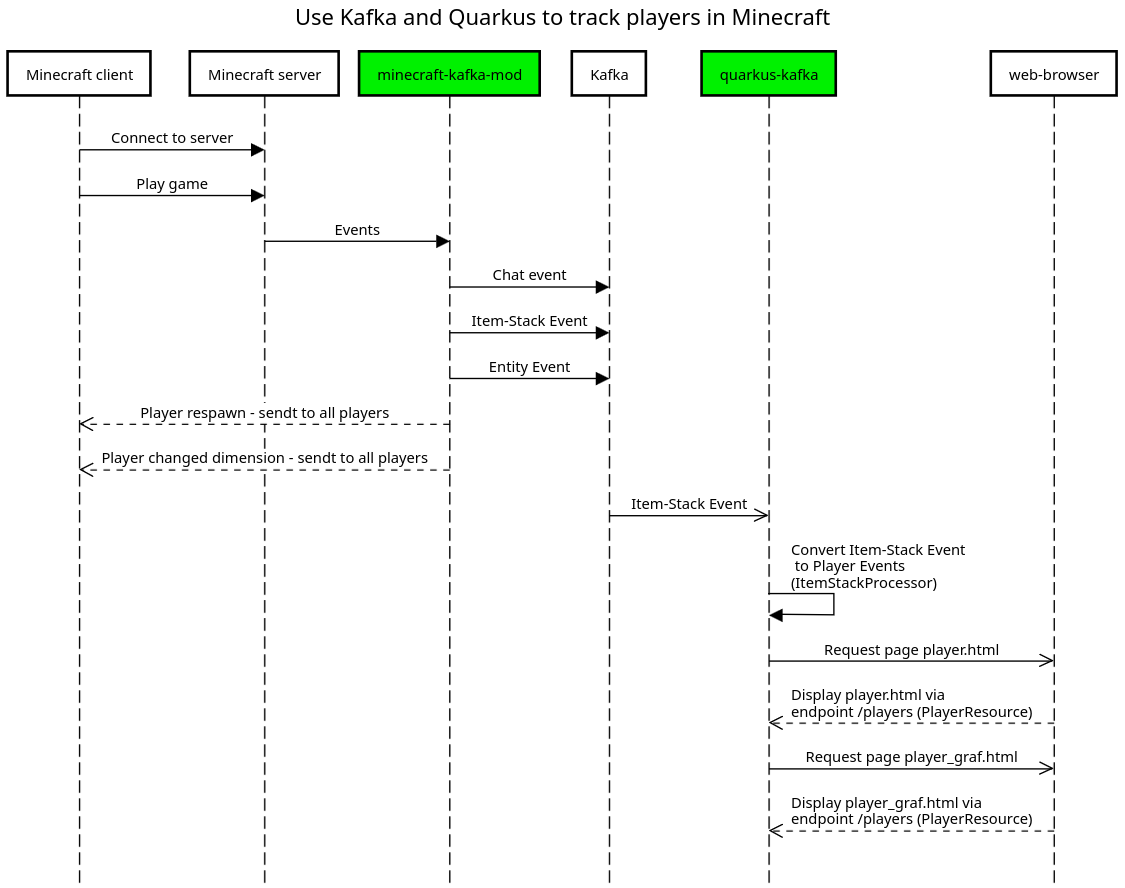 Use Kafka and Quarkus to track players in Minecraft
Minecraft client
Minecraft server
minecraft-kafka-mod
Kafka
quarkus-kafka
web-browser
Connect to server
Play game
Events
Chat event
Item-Stack Event
Entity Event
Player respawn - sendt to all players
Player changed dimension - sendt to all players
Item-Stack Event
Convert Item-Stack Event
to Player Events
(ItemStackProcessor)
Request page player.html
Display player.html via
endpoint /players (PlayerResource)
Request page player_graf.html
Display player_graf.html via
endpoint /players (PlayerResource)